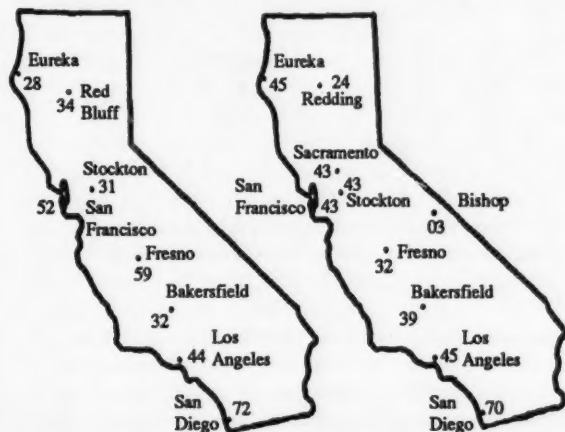 Eureka
28
34
Red
Bluff
Stockton
31
52
San
Francisco
Fresno
59
Bakersfield
32
44
Los
Angeles
San
Diego
72
Eureka
45
24
Redding
Sacramento
43
43
San
Francisco
43
Stockton
Bishop
03
32
Fresno
Bakersfield
39
45
Los
Angeles
San
Diego
70